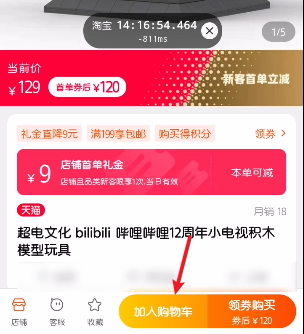 淘宝 14:16:54.464
-811ms
1/5
当前价
¥129 首单券后¥120
新客首单立减
礼金直降9元 满199享包邮 购买得积分 领券 >
¥9 店铺首单礼金 本单可减
店铺且品类新客限享1次,当日有效
天猫 月销 18
超电文化 bilibili 哔哩哔哩12周年小电视积木
模型玩具
店铺 客服 收藏 加入购物车 领券购买
券后¥120